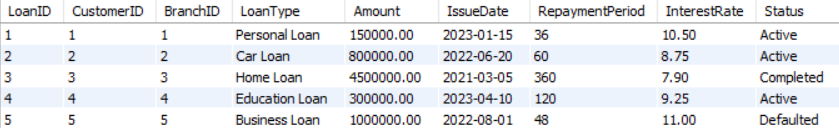 LoanID CustomerID BranchID LoanType Amount IssueDate RepaymentPeriod InterestRate Status
1 1 1 Personal Loan 150000.00 2023-01-15 36 10.50 Active
2 2 2 Car Loan 800000.00 2022-06-20 60 8.75 Active
3 3 3 Home Loan 4500000.00 2021-03-05 360 7.90 Completed
4 4 4 Education Loan 300000.00 2023-04-10 120 9.25 Active
5 5 5 Business Loan 1000000.00 2022-08-01 48 11.00 Defaulted